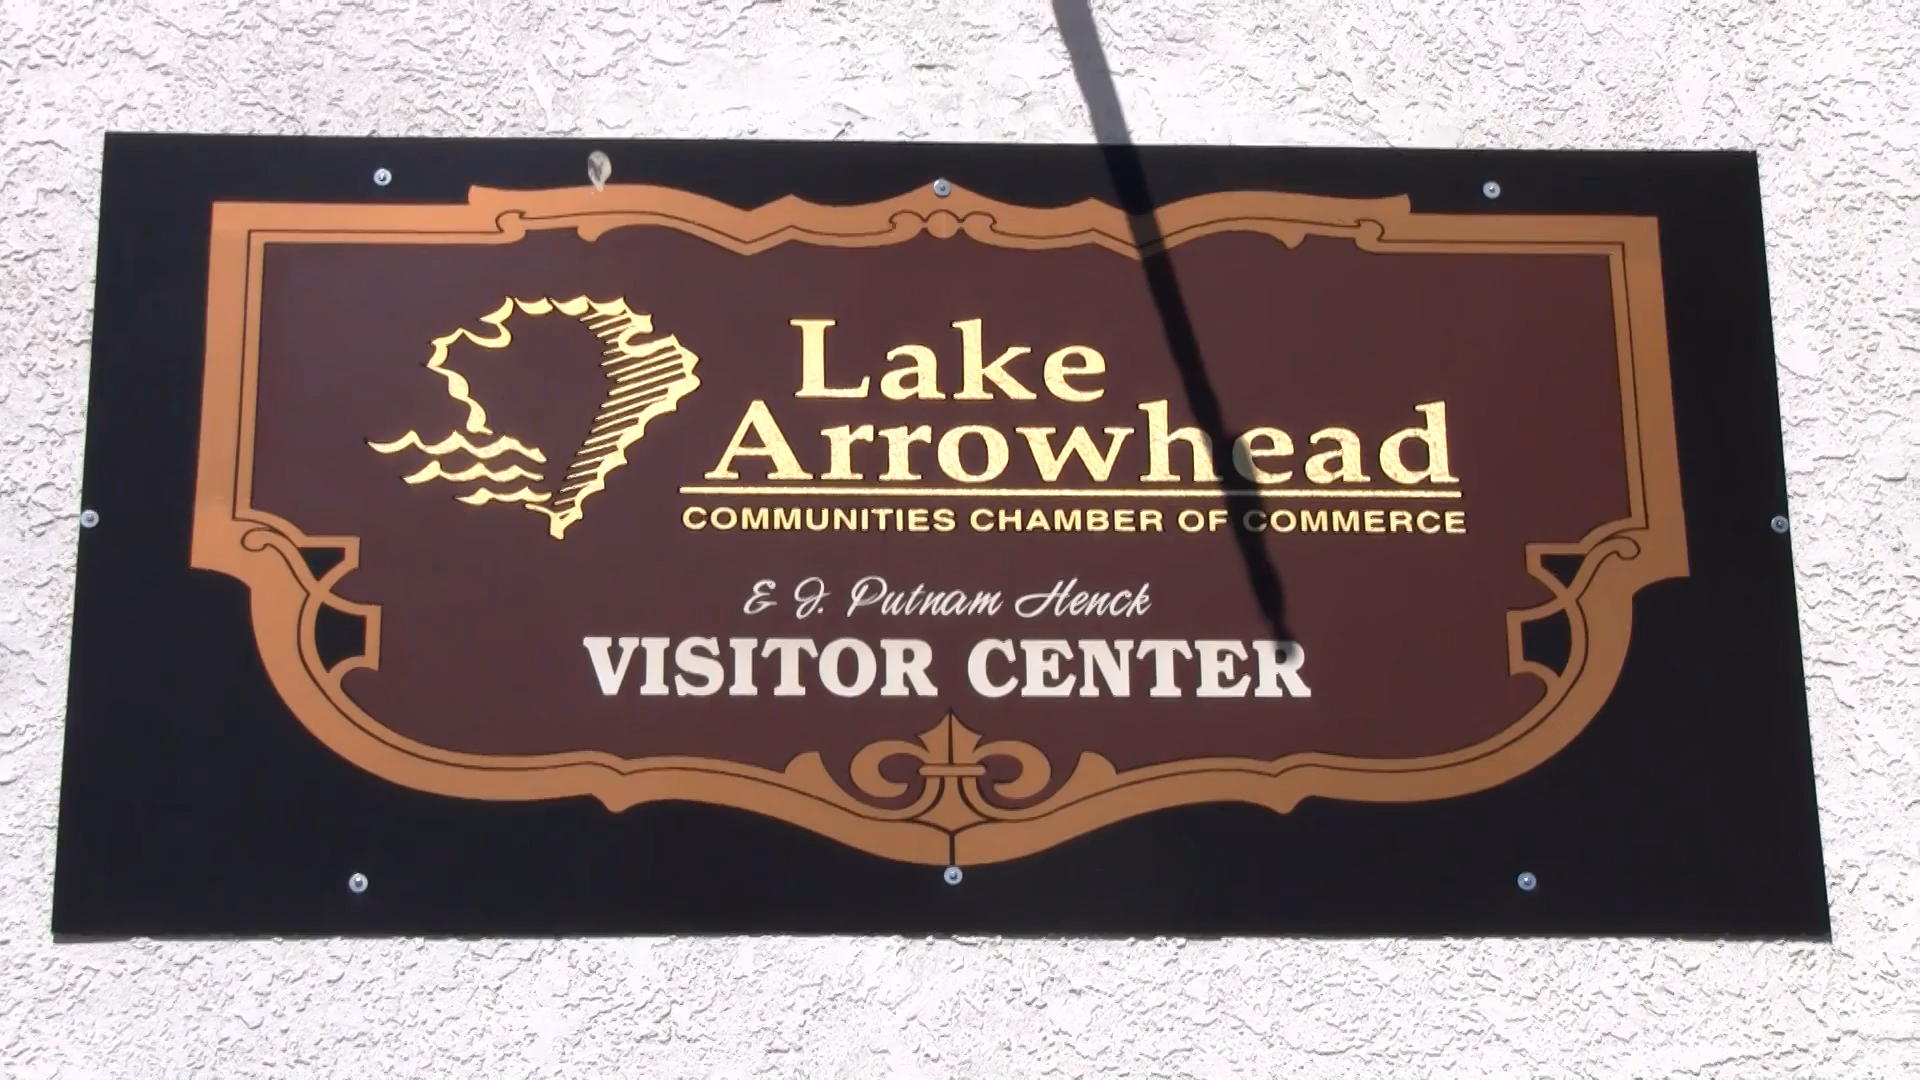 Lake
Arrowhead
COMMUNITIES CHAMBER OF COMMERCE
& J. Putnam Henck
VISITOR CENTER